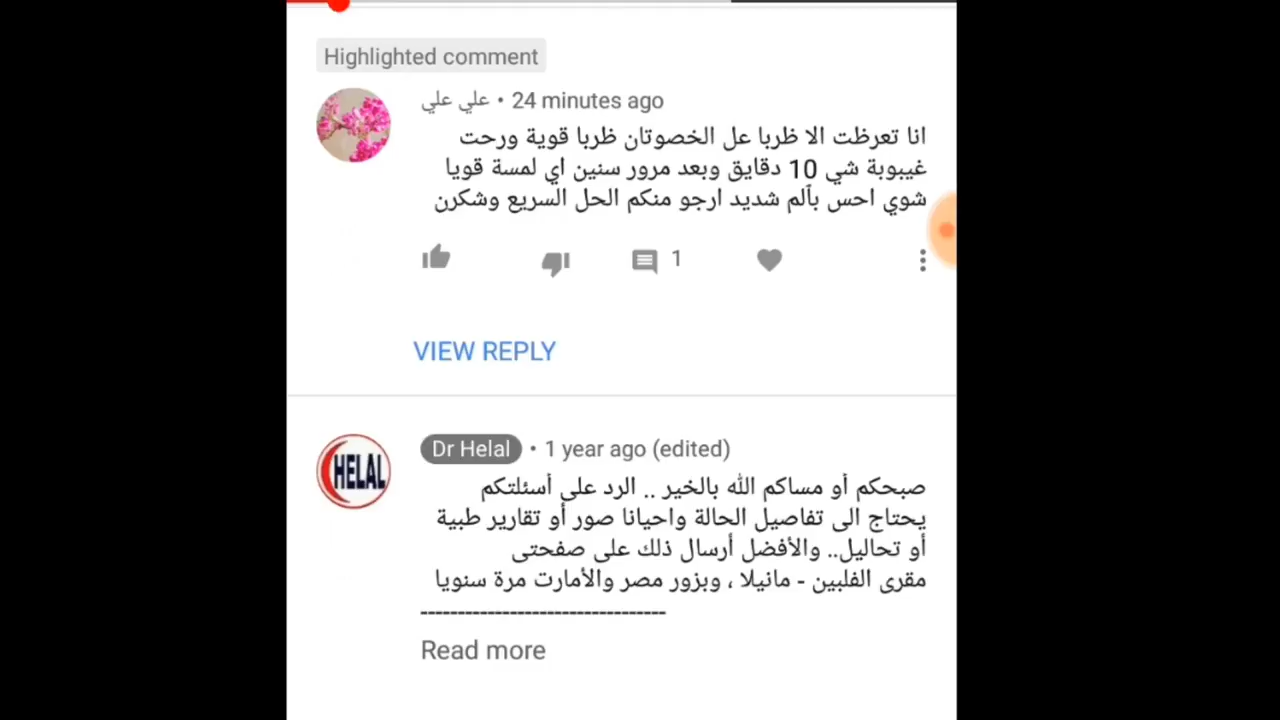 Highlighted comment
علي علي • 24 minutes ago
انا تعرظت الا ظربا عل الخصوتان ظربا قوية ورحت
غيبوبة شي 10 دقايق وبعد مرور سنين اي لمسة قويا
شوي احس بألم شديد ارجو منكم الحل السريع وشكرن
1
VIEW REPLY
HELAL
Dr Helal • 1 year ago (edited)
صبحكم أو مساكم الله بالخير .. الرد على أسئلتكم
يحتاج الى تفاصيل الحالة واحيانا صور أو تقارير طبية
أو تحاليل.. والأفضل أرسال ذلك على صفحتى
مقرى الفلبين - مانيلا ، وبزور مصر والأمارت مرة سنويا
--------------------------------
Read more